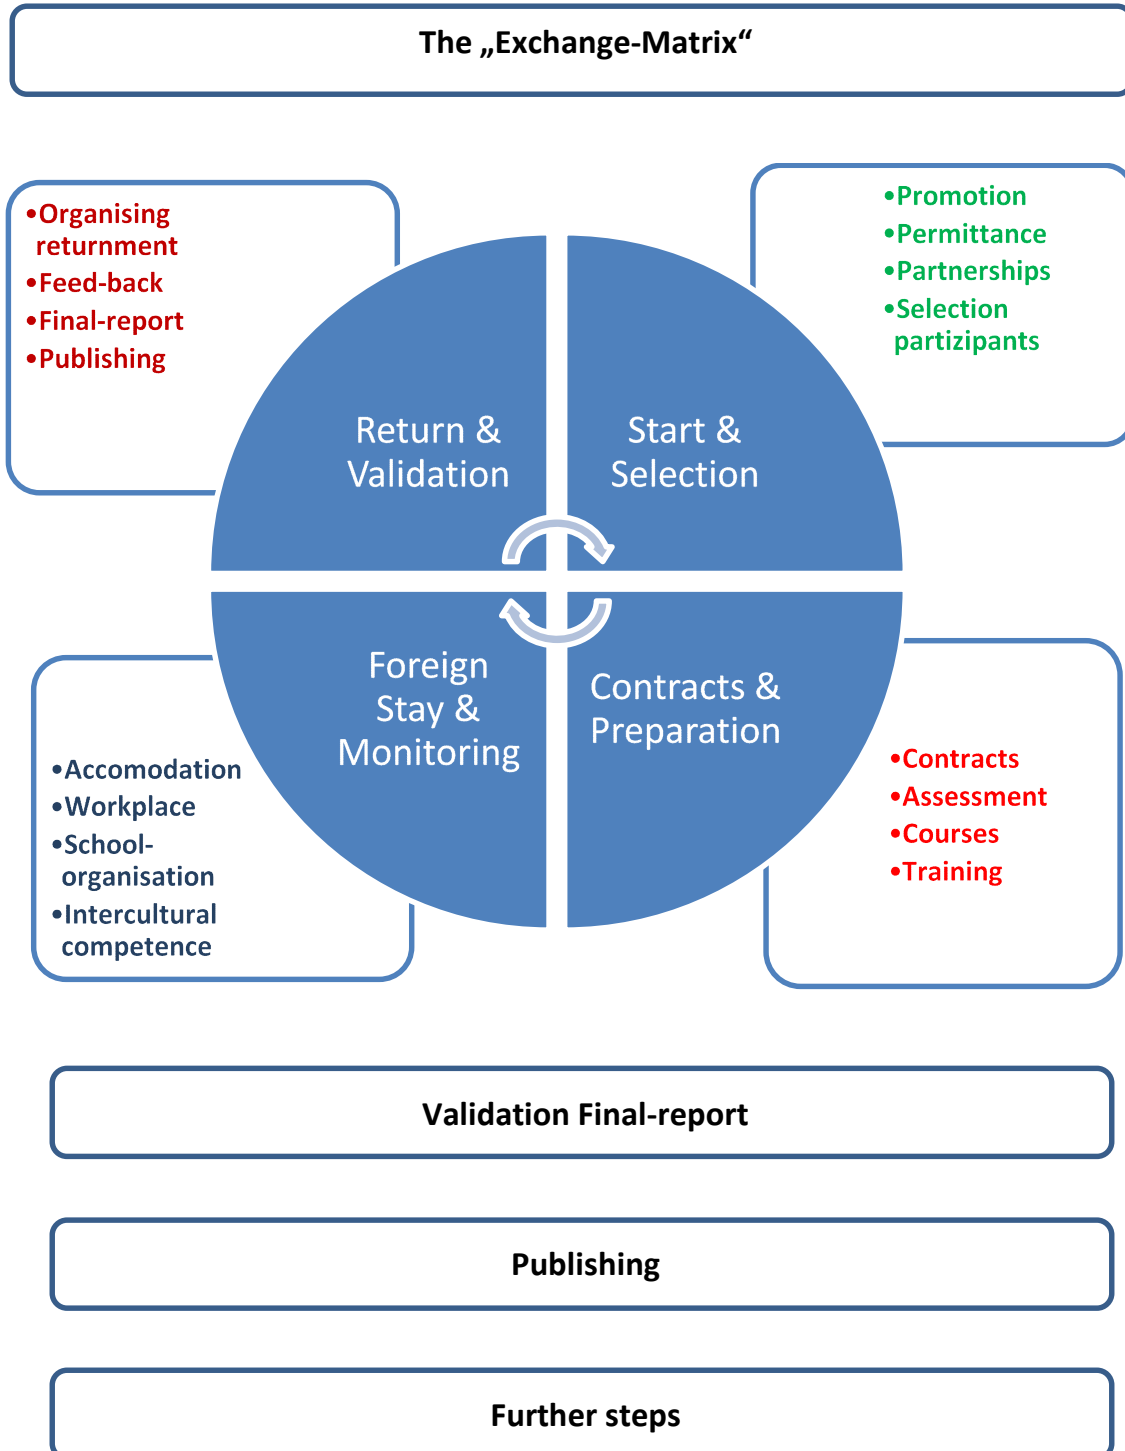 The „Exchange-Matrix“
•Organising
returnment
•Feed-back
•Final-report
•Publishing
•Promotion
•Permittance
•Partnerships
•Selection
partizipants
Return &
Validation
Start &
Selection
Foreign
Stay &
Monitoring
Contracts &
Preparation
•Accomodation
•Workplace
•School-
organisation
•Intercultural
competence
•Contracts
•Assessment
•Courses
•Training
Validation Final-report
Publishing
Further steps